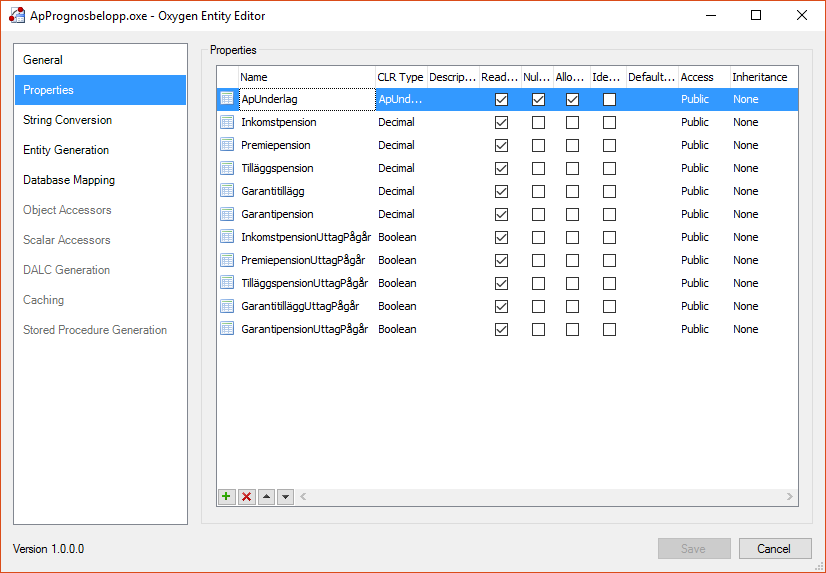 ApPrognosbelopp.oxe - Oxygen Entity Editor
General
Properties
String Conversion
Entity Generation
Database Mapping
Object Accessors
Scalar Accessors
DALC Generation
Caching
Stored Procedure Generation
Properties
Name CLR Type Descrip... Read... Nul... Allo... Ide... Default... Access Inheritance
ApUnderlag ApUnd... Public None
Inkomstpension Decimal Public None
Premiepension Decimal Public None
Tilläggspension Decimal Public None
Garantitillägg Decimal Public None
Garantipension Decimal Public None
InkomstpensionUttagPågår Boolean Public None
PremiepensionUttagPågår Boolean Public None
TilläggspensionUttagPågår Boolean Public None
GarantitilläggUttagPågår Boolean Public None
GarantipensionUttagPågår Boolean Public None
Version 1.0.0.0
Save Cancel